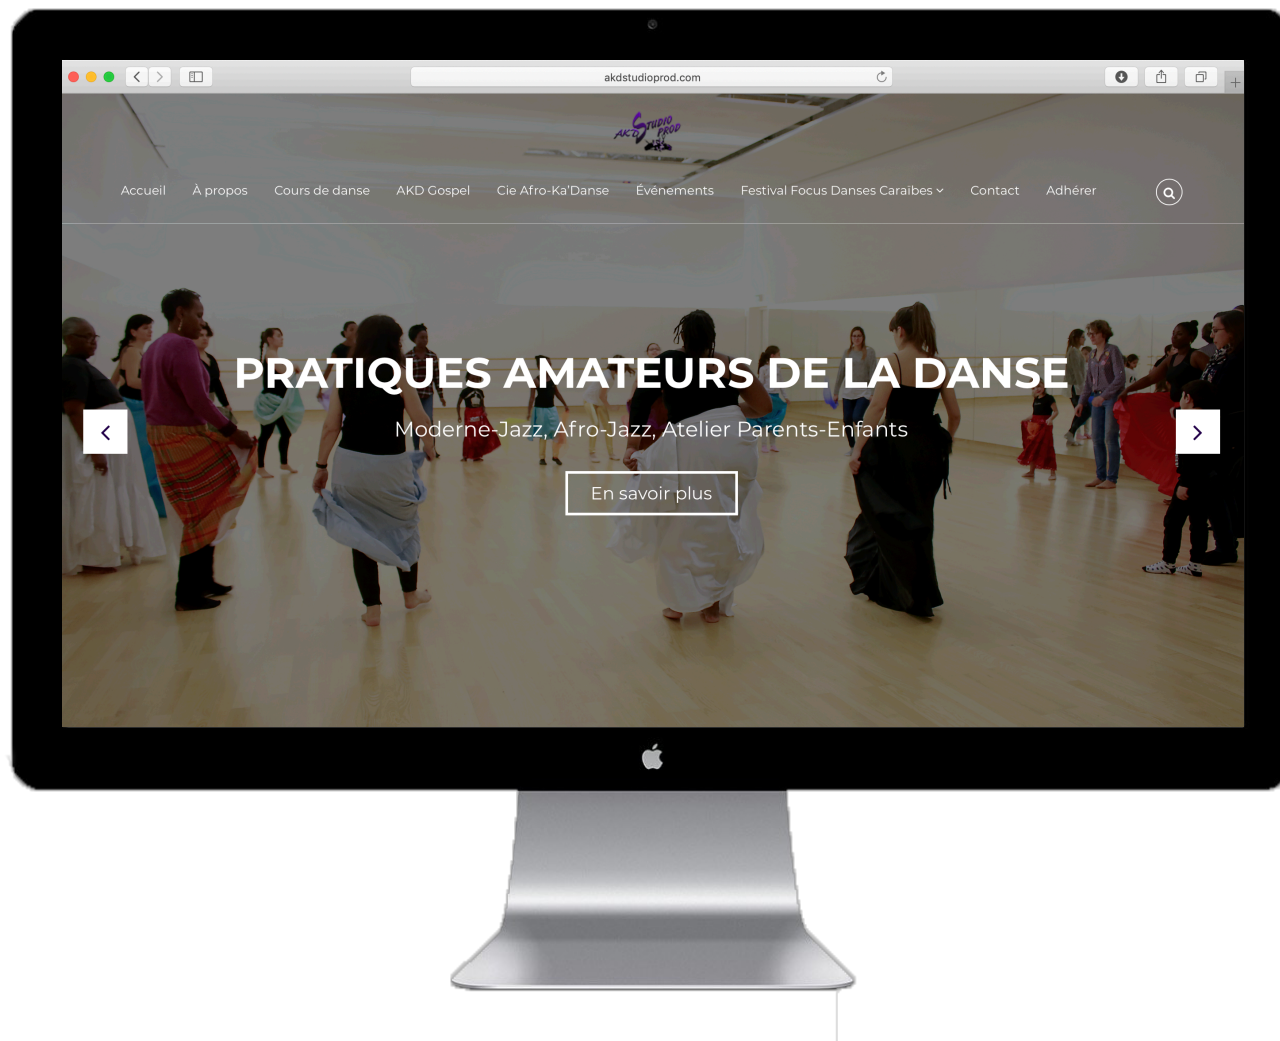 akdstudioprod.com
AKD STUDIO PROD
Accueil À propos Cours de danse AKD Gospel Cie Afro-Ka'Danse Événements Festival Focus Danses Caraïbes Contact Adhérer
PRATIQUES AMATEURS DE LA DANSE
Moderne-Jazz, Afro-Jazz, Atelier Parents-Enfants
En savoir plus